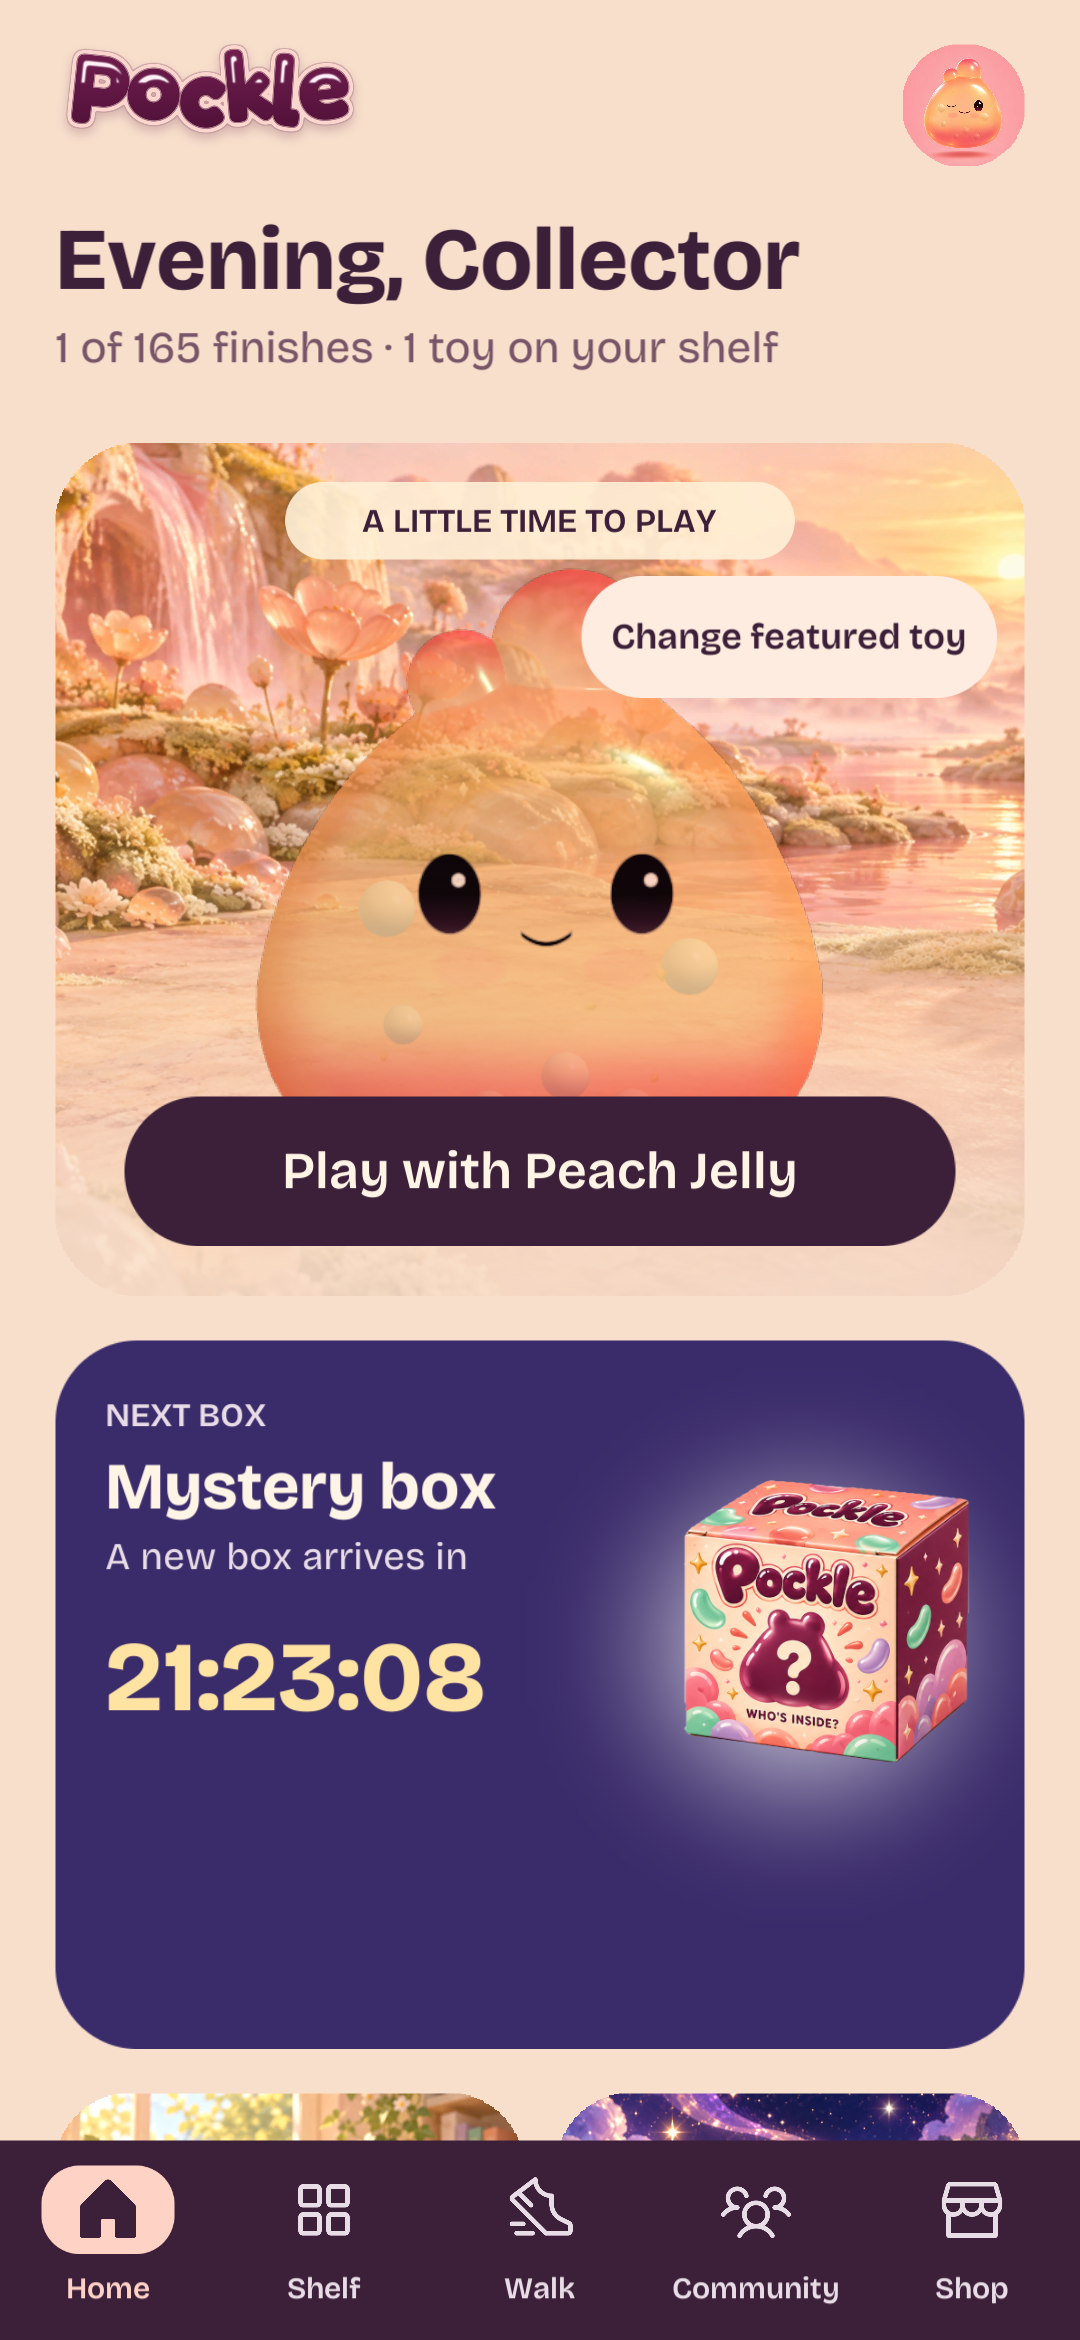 Pockle
Evening, Collector
1 of 165 finishes · 1 toy on your shelf
A LITTLE TIME TO PLAY
Change featured toy
Play with Peach Jelly
NEXT BOX
Mystery box
A new box arrives in
21:23:08
Pockle
Pockle
?
WHO'S INSIDE?
Home
Shelf
Walk
Community
Shop